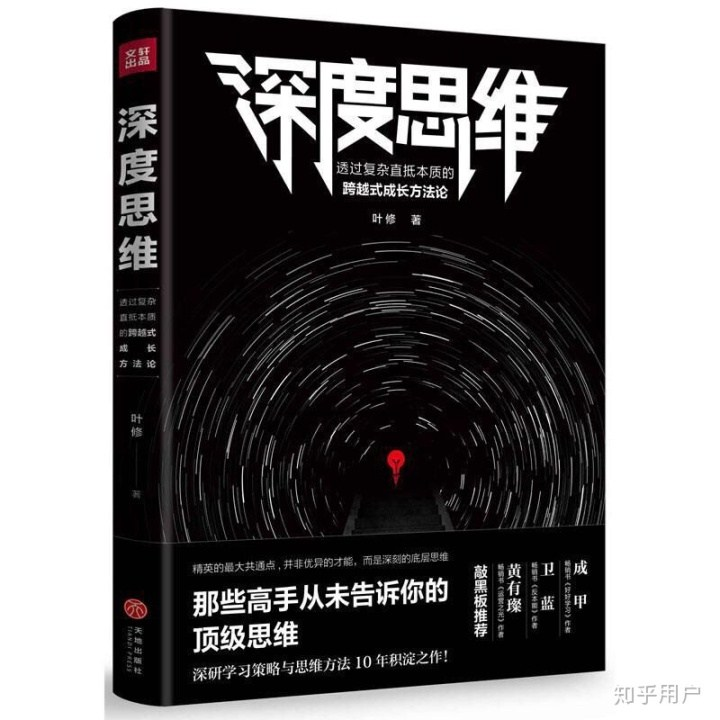 文轩
出品
深度思维
透过复杂
直抵本质
的跨越式
成长
方法论
叶修
著
天地出版社
TIANDI PRESS
深度思维
透过复杂直抵本质的
跨越式成长方法论
叶修 著
精英的最大共通点，并非优异的才能，而是深刻的底层思维
那些高手从未告诉你的
顶级思维
深研学习策略与思维方法10年积淀之作！
成甲
畅销书《好好学习》作者
卫蓝
畅销书《反本能》作者
黄有璨
畅销书《运营之光》作者
敲黑板推荐
知乎用户